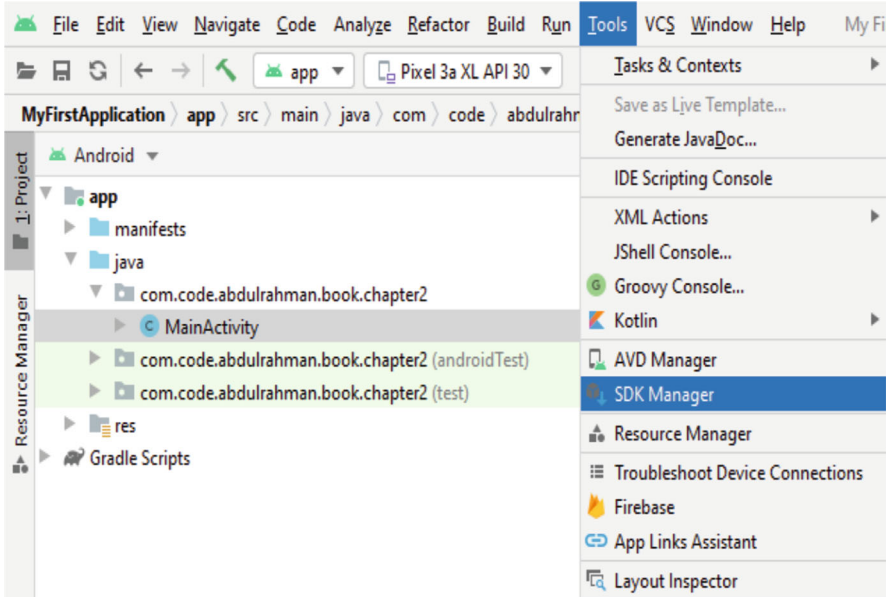 File Edit View Navigate Code Analyze Refactor Build Run Tools VCS Window Help My Fi
app Pixel 3a XL API 30
MyFirstApplication app src main java com code abdulrahm
Android
1: Project
Resource Manager
app
manifests
java
com.code.abdulrahman.book.chapter2
C MainActivity
com.code.abdulrahman.book.chapter2 (androidTest)
com.code.abdulrahman.book.chapter2 (test)
res
Gradle Scripts
Tasks & Contexts
Save as Live Template...
Generate JavaDoc...
IDE Scripting Console
XML Actions
JShell Console...
G Groovy Console...
Kotlin
AVD Manager
SDK Manager
Resource Manager
Troubleshoot Device Connections
Firebase
App Links Assistant
Layout Inspector